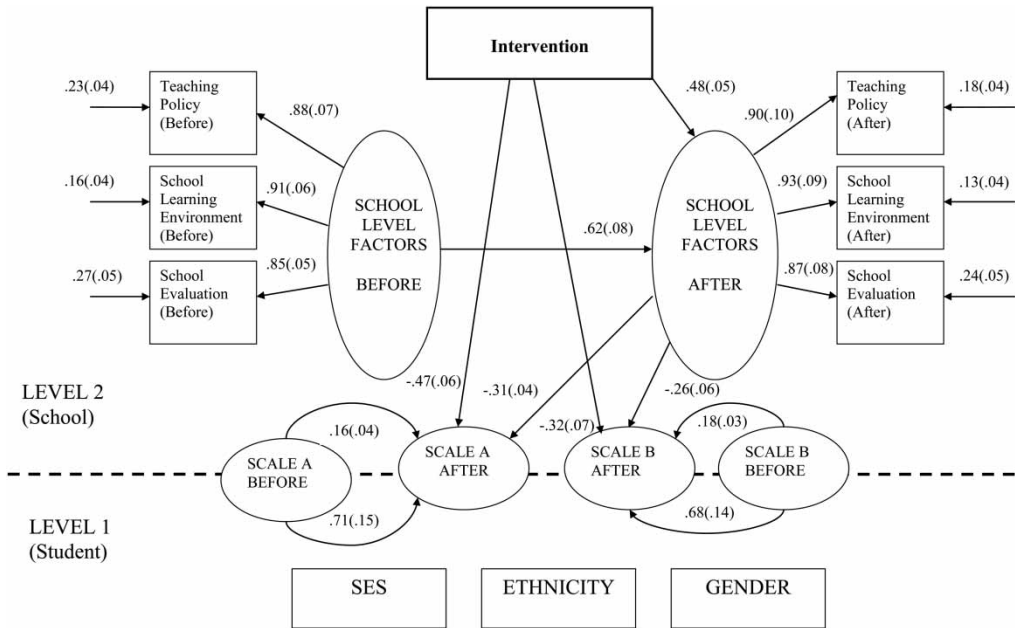 Intervention
.23(.04)
Teaching
Policy
(Before)
.88(.07)
.48(.05)
.90(.10)
Teaching
Policy
(After)
.18(.04)
.16(.04)
School
Learning
Environment
(Before)
.91(.06)
SCHOOL
LEVEL
FACTORS
BEFORE
.62(.08)
SCHOOL
LEVEL
FACTORS
AFTER
.93(.09)
School
Learning
Environment
(After)
.13(.04)
.27(.05)
School
Evaluation
(Before)
.85(.05)
.87(.08)
School
Evaluation
(After)
.24(.05)
LEVEL 2
(School)
-.47(.06)
-.31(.04)
-.26(.06)
-.32(.07)
.16(.04)
.18(.03)
SCALE A
BEFORE
SCALE A
AFTER
SCALE B
AFTER
SCALE B
BEFORE
LEVEL 1
(Student)
.71(.15)
.68(.14)
SES
ETHNICITY
GENDER